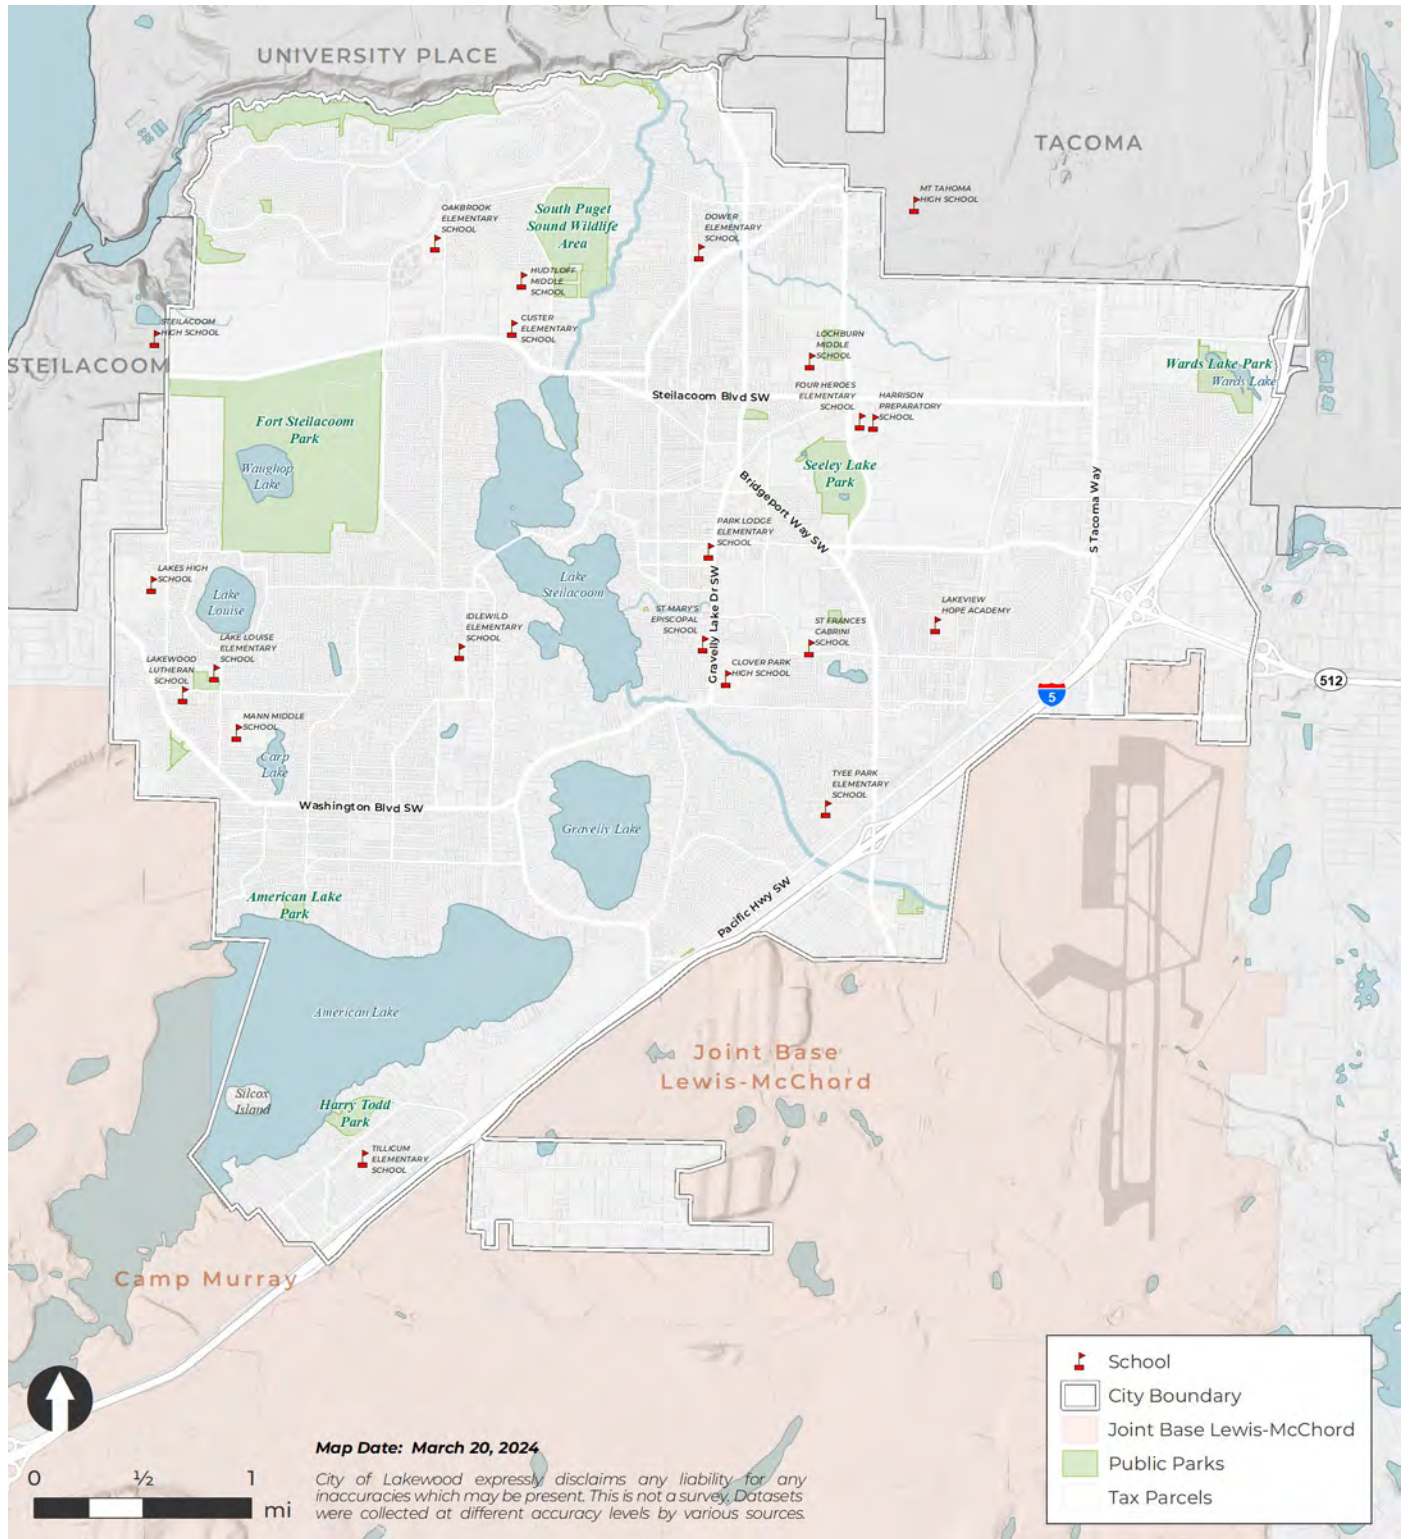 UNIVERSITY PLACE
TACOMA
MT TAHOMA
HIGH SCHOOL
OAKBROOK
ELEMENTARY
SCHOOL
South Puget
Sound Wildlife
Area
DOWER
ELEMENTARY
SCHOOL
HUDTLOFF
MIDDLE
SCHOOL
CUSTER
ELEMENTARY
SCHOOL
STEILACOOM
HIGH SCHOOL
STEILACOOM
LOCHBURN
MIDDLE
SCHOOL
Wards Lake Park
Wards Lake
Steilacoom Blvd SW
FOUR HEROES
ELEMENTARY
SCHOOL
HARRISON
PREPARATORY
SCHOOL
Fort Steilacoom
Park
Waughop
Lake
Seeley Lake
Park
Bridgeport Way SW
S Tacoma Way
PARK LODGE
ELEMENTARY
SCHOOL
LAKES HIGH
SCHOOL
Lake
Louise
Lake
Steilacoom
Gravelly Lake Dr SW
ST MARY'S
EPISCOPAL
SCHOOL
ST FRANCES
CABRINI
SCHOOL
LAKEVIEW
HOPE ACADEMY
IDLEWILD
ELEMENTARY
SCHOOL
LAKE LOUISE
ELEMENTARY
SCHOOL
LAKEWOOD
LUTHERAN
SCHOOL
CLOVER PARK
HIGH SCHOOL
512
5
MANN MIDDLE
SCHOOL
Carp
Lake
TYEE PARK
ELEMENTARY
SCHOOL
Washington Blvd SW
Gravelly Lake
American Lake
Park
Pacific Hwy SW
American Lake
Joint Base
Lewis-McChord
Silcox
Island
Harry Todd
Park
TILLICUM
ELEMENTARY
SCHOOL
Camp Murray
School
City Boundary
Joint Base Lewis-McChord
Public Parks
Tax Parcels
Map Date: March 20, 2024
City of Lakewood expressly disclaims any liability for any
inaccuracies which may be present. This is not a survey. Datasets
were collected at different accuracy levels by various sources.
0 ½ 1
mi